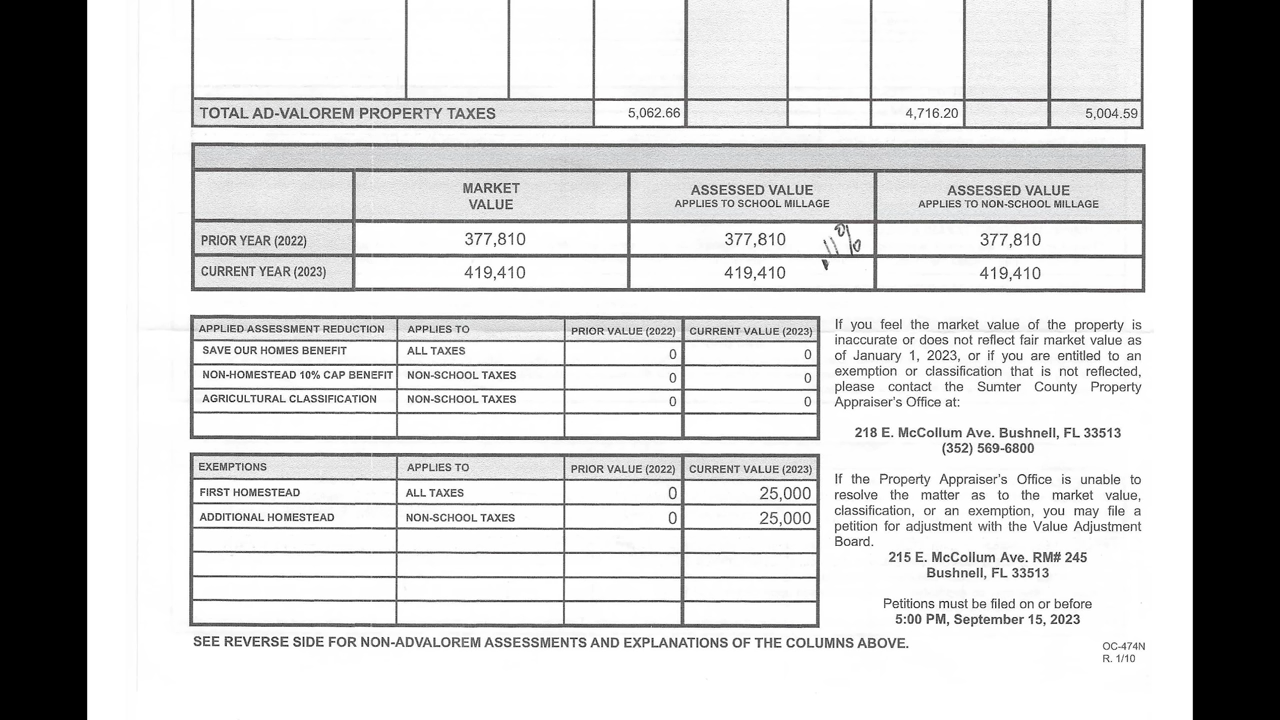 TOTAL AD-VALOREM PROPERTY TAXES 5,062.66 4,716.20 5,004.59
MARKET VALUE ASSESSED VALUE APPLIES TO SCHOOL MILLAGE ASSESSED VALUE APPLIES TO NON-SCHOOL MILLAGE
PRIOR YEAR (2022) 377,810 377,810 377,810
11%
CURRENT YEAR (2023) 419,410 419,410 419,410
APPLIED ASSESSMENT REDUCTION APPLIES TO PRIOR VALUE (2022) CURRENT VALUE (2023)
SAVE OUR HOMES BENEFIT ALL TAXES 0 0
NON-HOMESTEAD 10% CAP BENEFIT NON-SCHOOL TAXES 0 0
AGRICULTURAL CLASSIFICATION NON-SCHOOL TAXES 0 0
EXEMPTIONS APPLIES TO PRIOR VALUE (2022) CURRENT VALUE (2023)
FIRST HOMESTEAD ALL TAXES 0 25,000
ADDITIONAL HOMESTEAD NON-SCHOOL TAXES 0 25,000
If you feel the market value of the property is
inaccurate or does not reflect fair market value as
of January 1, 2023, or if you are entitled to an
exemption or classification that is not reflected,
please contact the Sumter County Property
Appraiser's Office at:
218 E. McCollum Ave. Bushnell, FL 33513
(352) 569-6800
If the Property Appraiser's Office is unable to
resolve the matter as to the market value,
classification, or an exemption, you may file a
petition for adjustment with the Value Adjustment
Board.
215 E. McCollum Ave. RM# 245
Bushnell, FL 33513
Petitions must be filed on or before
5:00 PM, September 15, 2023
SEE REVERSE SIDE FOR NON-ADVALOREM ASSESSMENTS AND EXPLANATIONS OF THE COLUMNS ABOVE.
OC-474N
R. 1/10